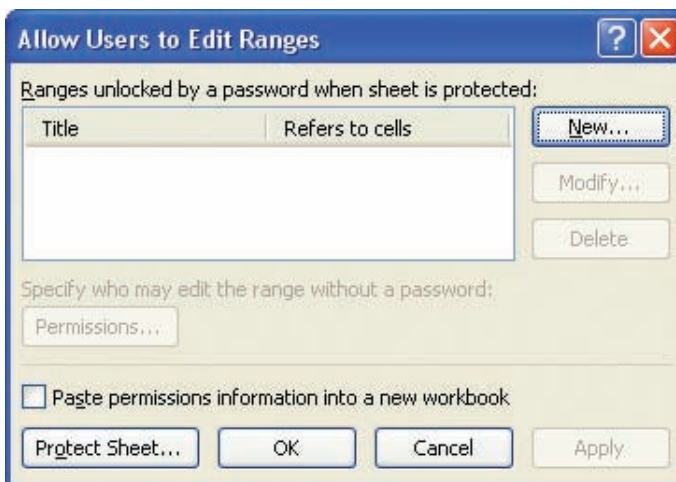 Allow Users to Edit Ranges
Ranges unlocked by a password when sheet is protected:
Title Refers to cells
New...
Modify...
Delete
Specify who may edit the range without a password:
Permissions...
Paste permissions information into a new workbook
Protect Sheet... OK Cancel Apply